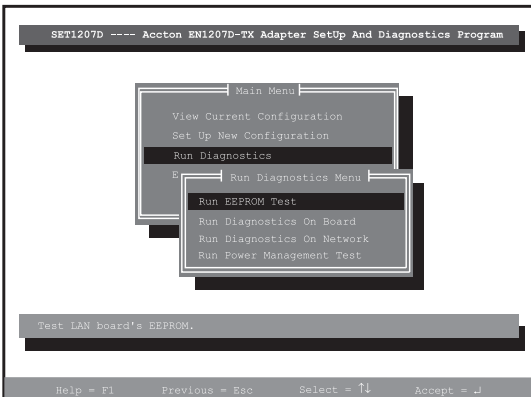 SET1207D ---- Accton EN1207D-TX Adapter SetUp And Diagnostics Program
Main Menu
View Current Configuration
Set Up New Configuration
Run Diagnostics
E
Run Diagnostics Menu
Run EEPROM Test
Run Diagnostics On Board
Run Diagnostics On Network
Run Power Management Test
Test LAN board's EEPROM.
Help = F1 Previous = Esc Select = ↑↓ Accept = ↵